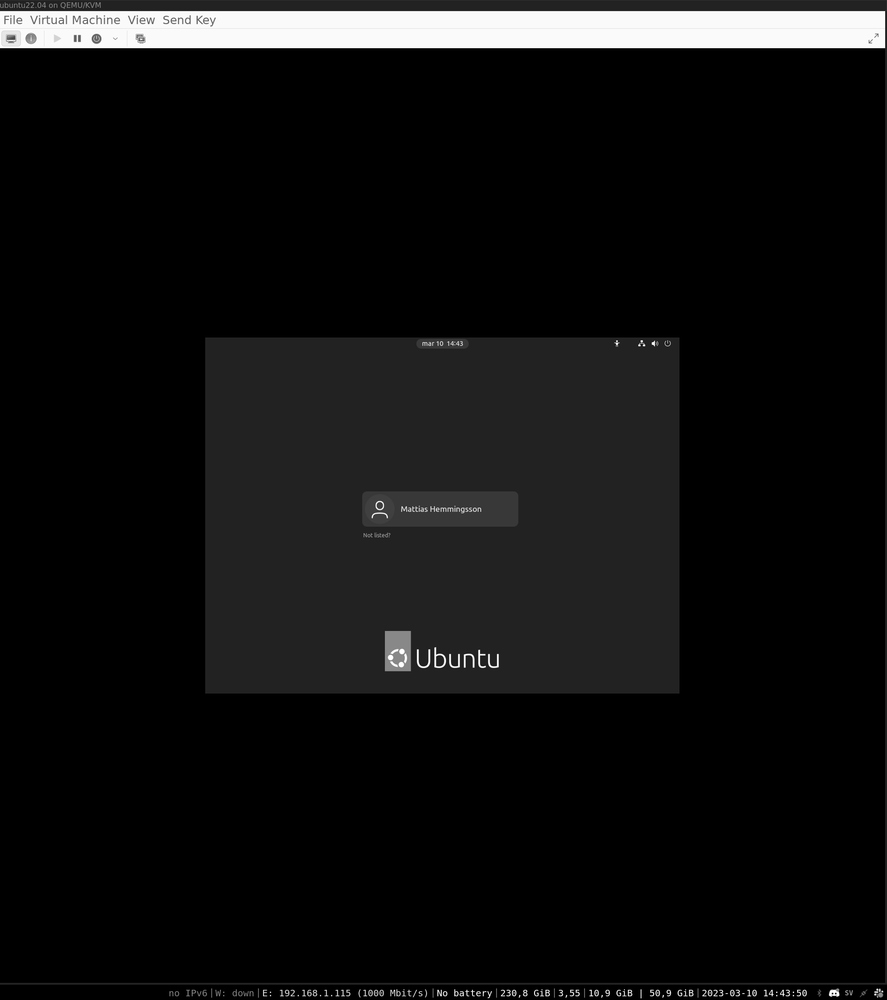 ubuntu22.04 on QEMU/KVM
File Virtual Machine View Send Key
mar 10 14:43
Mattias Hemmingsson
Not listed?
Ubuntu
no IPv6|W: down|E: 192.168.1.115 (1000 Mbit/s)|No battery|230,8 GiB|3,55|10,9 GiB | 50,9 GiB|2023-03-10 14:43:50 SV